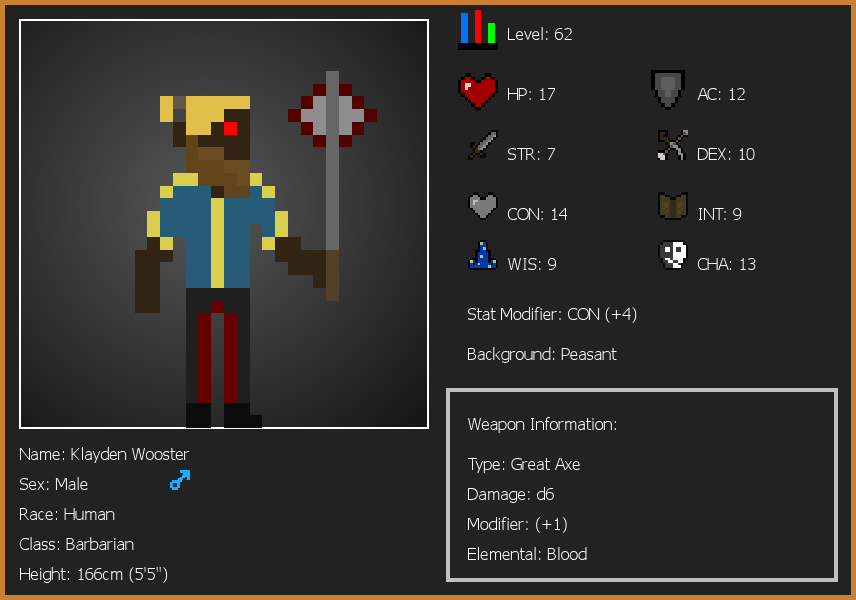 Level: 62
HP: 17
AC: 12
STR: 7
DEX: 10
CON: 14
INT: 9
WIS: 9
CHA: 13
Stat Modifier: CON (+4)
Background: Peasant
Weapon Information:
Type: Great Axe
Damage: d6
Modifier: (+1)
Elemental: Blood
Name: Klayden Wooster
Sex: Male
Race: Human
Class: Barbarian
Height: 166cm (5'5")